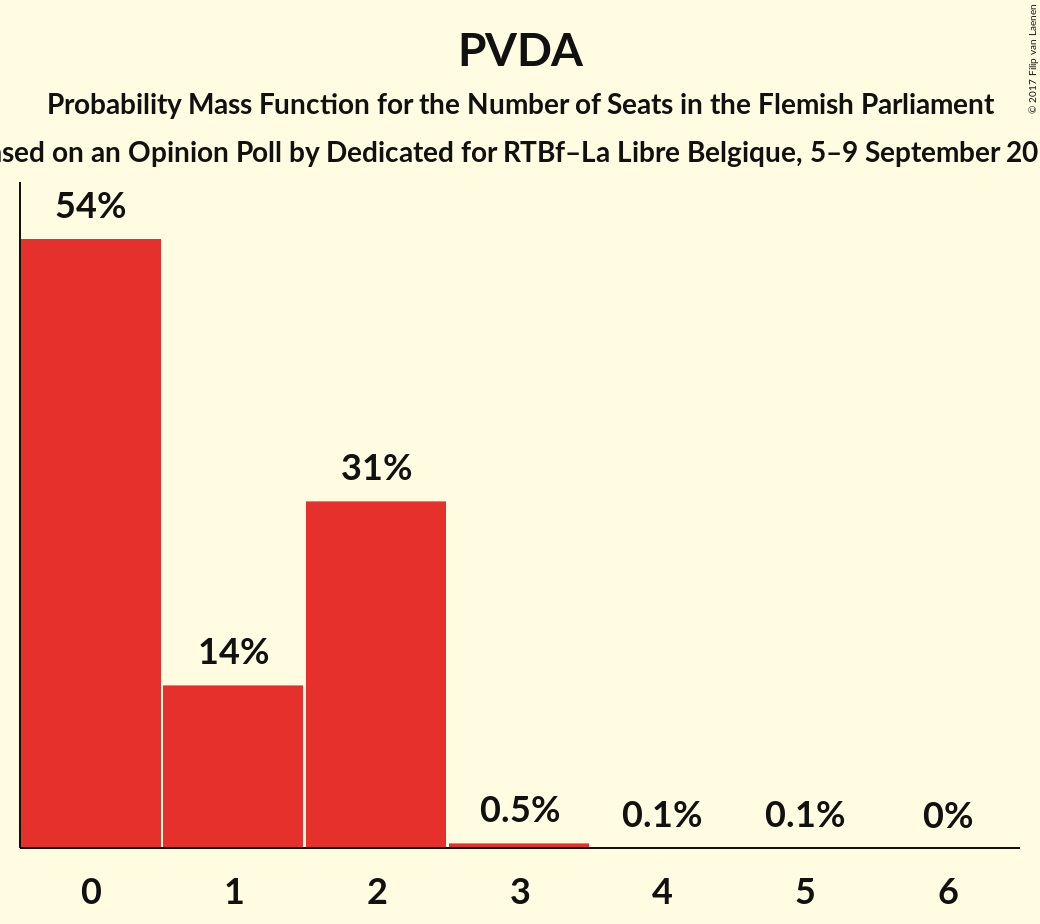 PVDA
Probability Mass Function for the Number of Seats in the Flemish Parliament
on an Opinion Poll by Dedicated for RTBf–La Libre Belgique, 5–9 September
54%
31%
14%
0.5%
0.1%
0.1%
0%
0 1 2 3 4 5 6
© 2017 Filip van Laenen